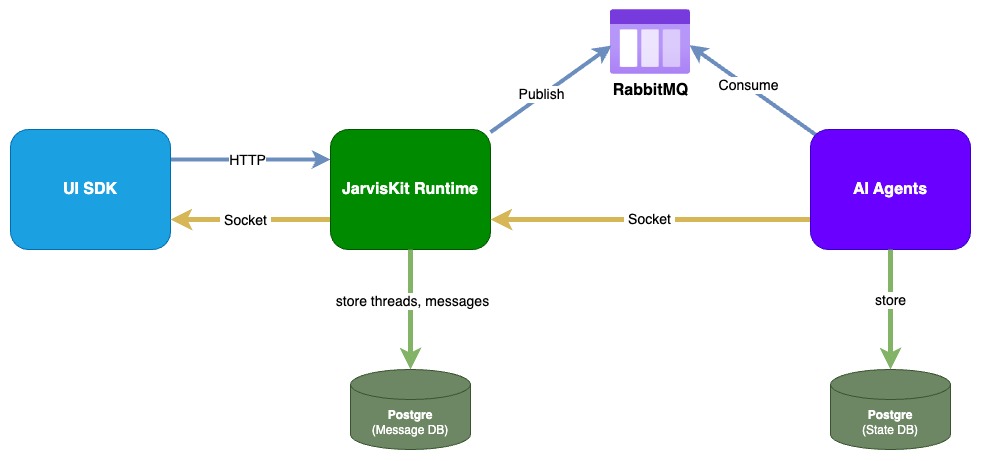 RabbitMQ
Publish
Consume
UI SDK
HTTP
JarvisKit Runtime
AI Agents
Socket
Socket
store threads, messages
store
Postgre
(Message DB)
Postgre
(State DB)